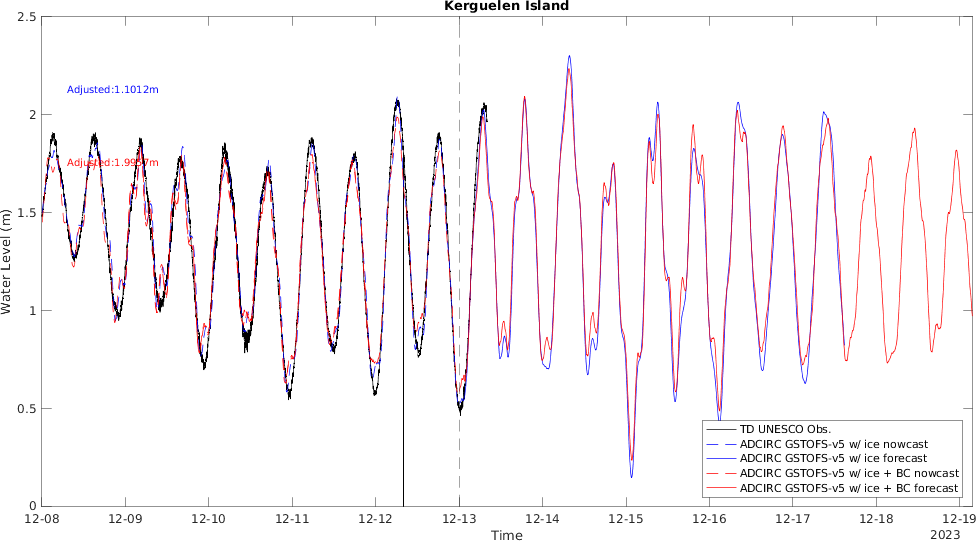 Kerguelen Island
2.5
2
1.5
1
0.5
0
Water Level (m)
Adjusted:1.1012m
TD UNESCO Obs.
ADCIRC GSTOFS-v5 w/ ice nowcast
ADCIRC GSTOFS-v5 w/ ice forecast
ADCIRC GSTOFS-v5 w/ ice + BC nowcast
ADCIRC GSTOFS-v5 w/ ice + BC forecast
12-08 12-09 12-10 12-11 12-12 12-13 12-14 12-15 12-16 12-17 12-18 12-19
Time
2023